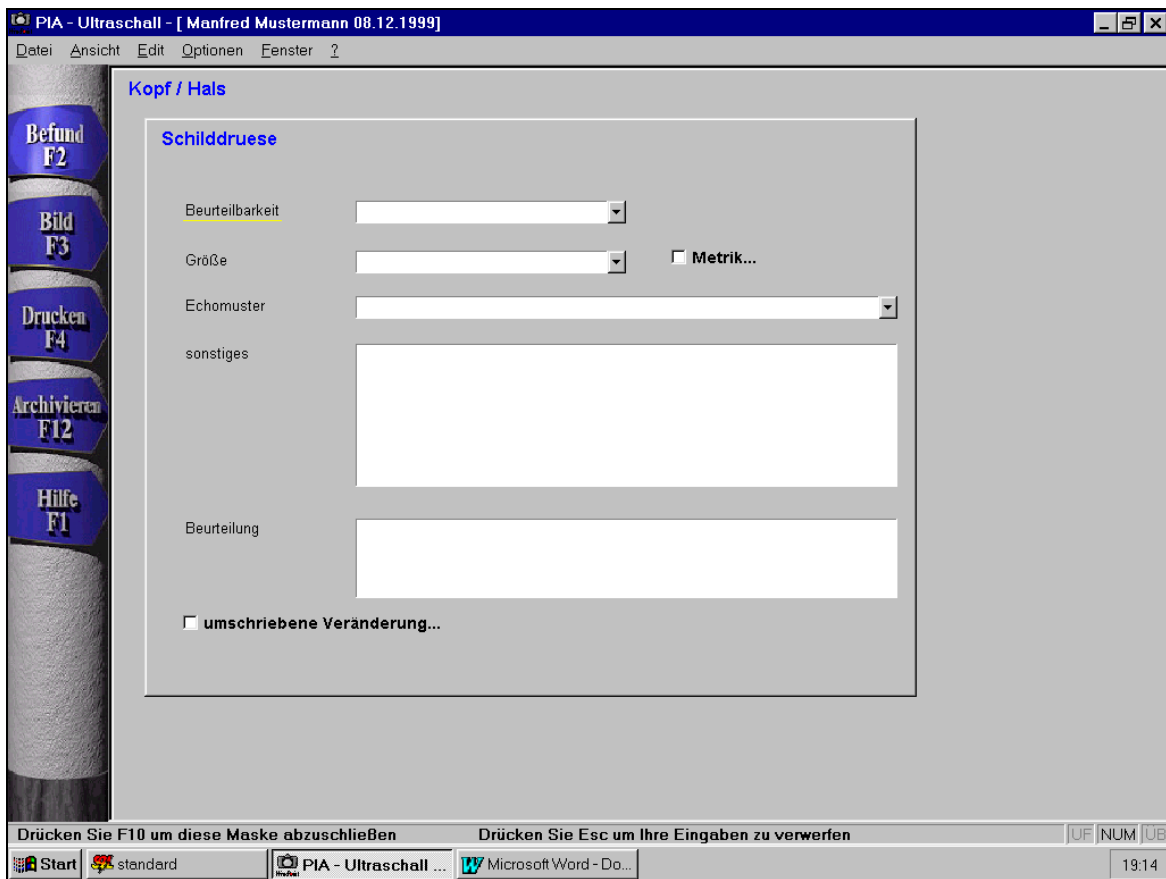 PIA - Ultraschall - [ Manfred Mustermann 08.12.1999]
Datei Ansicht Edit Optionen Fenster ?
Befund
F2
Bild
F3
Drucken
F4
Archivieren
F12
Hilfe
F1
Kopf / Hals
Schilddruese
Beurteilbarkeit
Größe
Metrik...
Echomuster
sonstiges
Beurteilung
umschriebene Veränderung...
Drücken Sie F10 um diese Maske abzuschließen Drücken Sie Esc um Ihre Eingaben zu verwerfen UF NUM ÜB
Start standard PIA - Ultraschall ... Microsoft Word - Do... 19:14